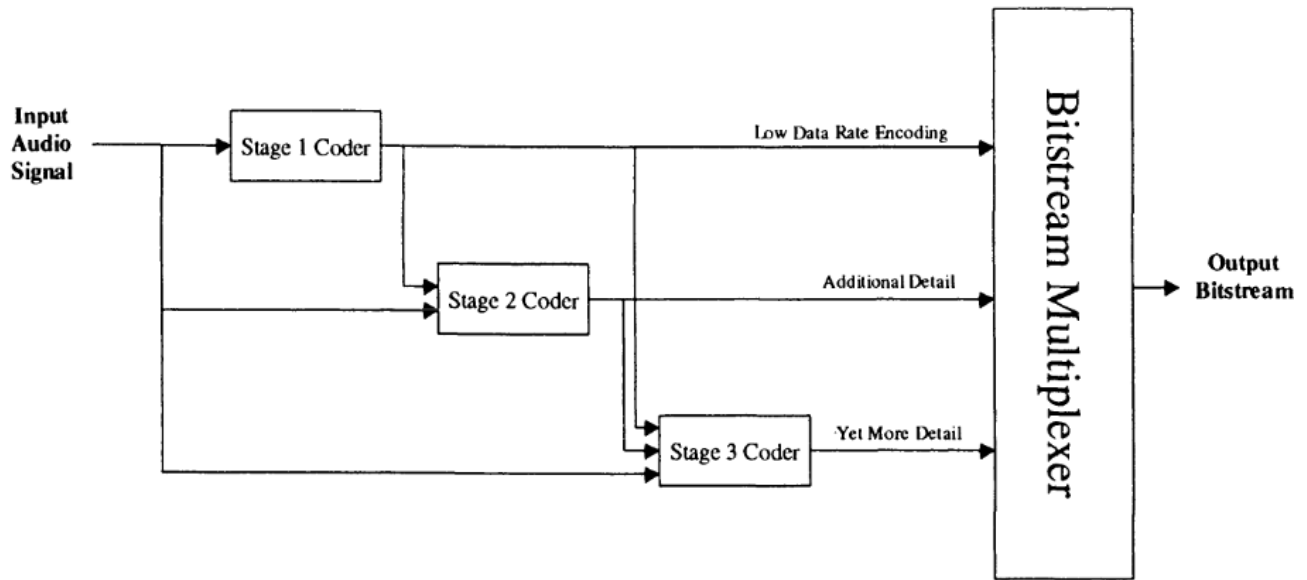 Input
Audio
Signal
Stage 1 Coder
Low Data Rate Encoding
Stage 2 Coder
Additional Detail
Stage 3 Coder
Yet More Detail
Bitstream Multiplexer
Output
Bitstream